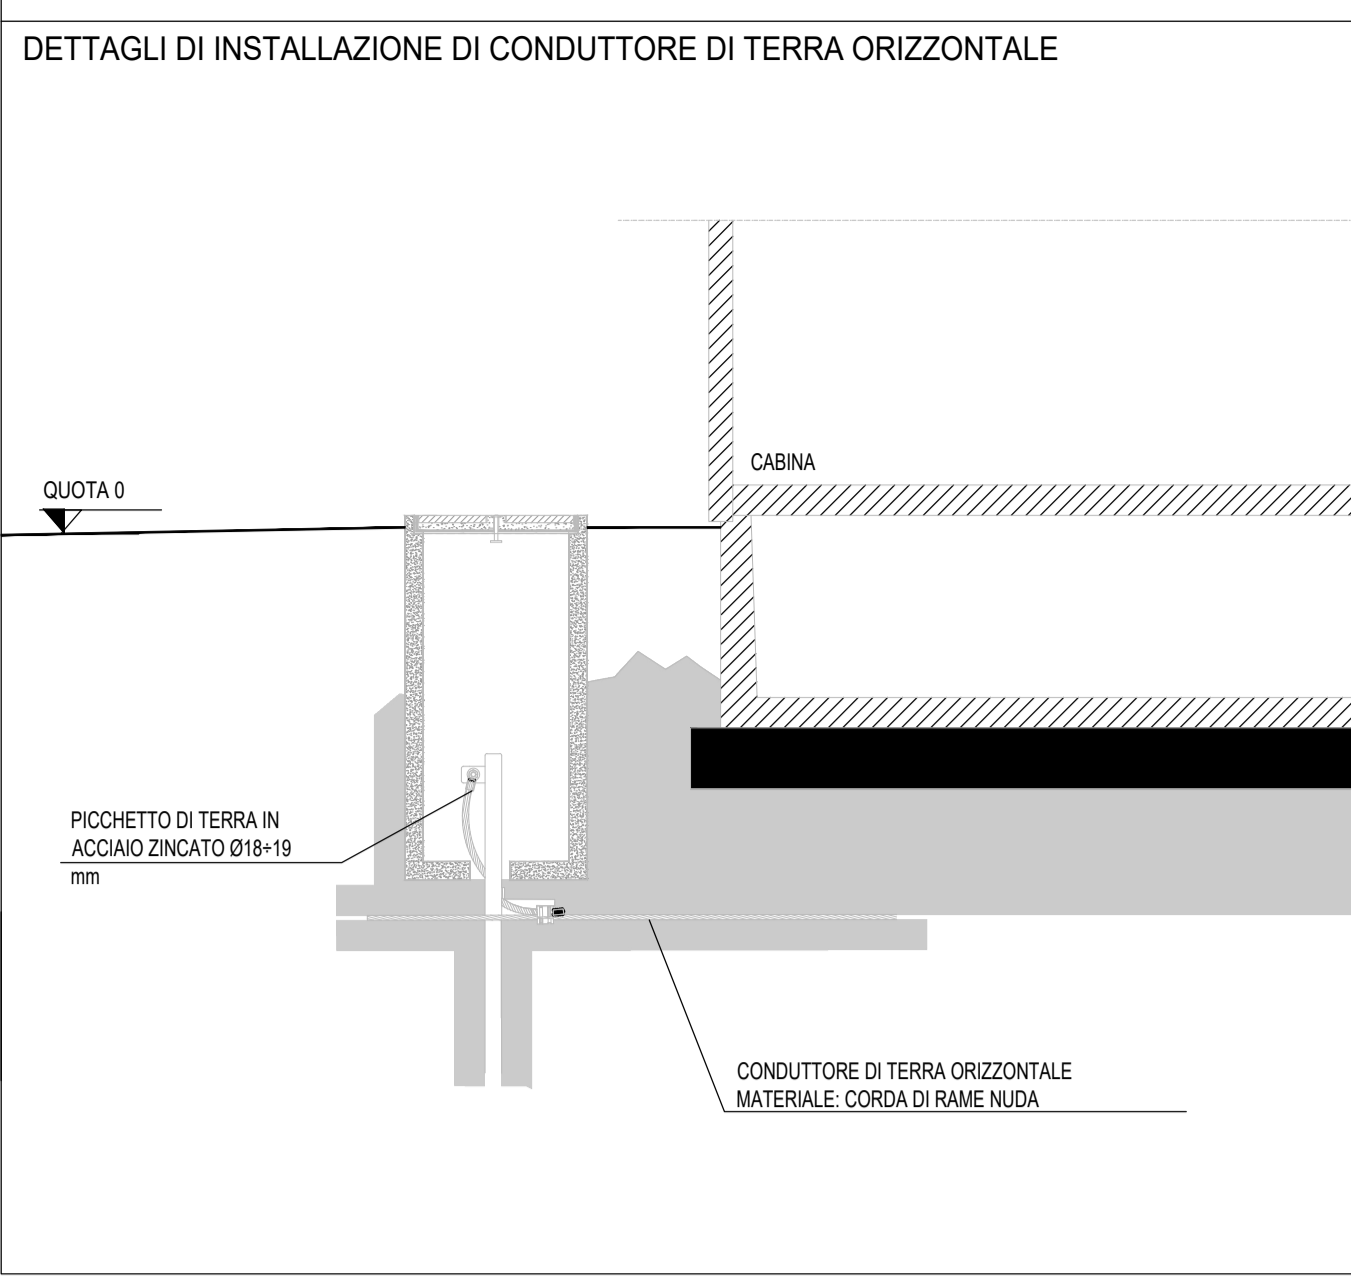 DETTAGLI DI INSTALLAZIONE DI CONDUTTORE DI TERRA ORIZZONTALE
CABINA
QUOTA 0
PICCHETTO DI TERRA IN
ACCIAIO ZINCATO Ø18÷19
mm
CONDUTTORE DI TERRA ORIZZONTALE
MATERIALE: CORDA DI RAME NUDA